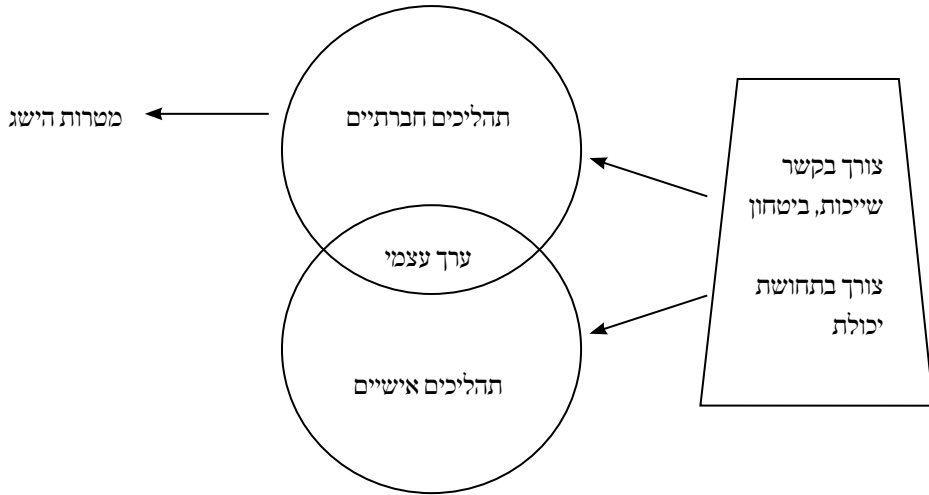 צורך בקשר
שייכות, ביטחון
צורך בתחושת
יכולת
תהליכים חברתיים
ערך עצמי
תהליכים אישיים
מטרות הישג